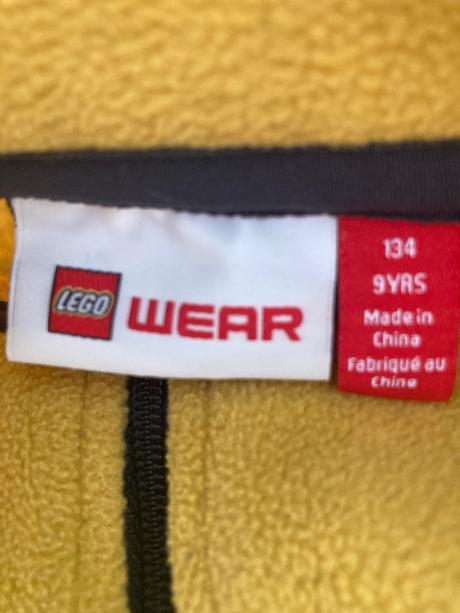 LEGO WEAR
134
9YRS
Made in
China
Fabriqué au
Chine